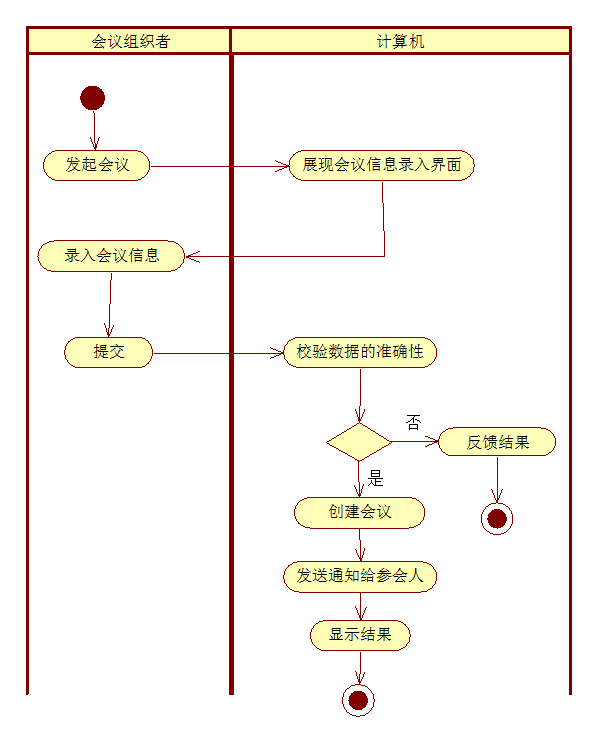 会议组织者
计算机
发起会议
展现会议信息录入界面
录入会议信息
提交
校验数据的准确性
否
反馈结果
是
创建会议
发送通知给参会人
显示结果